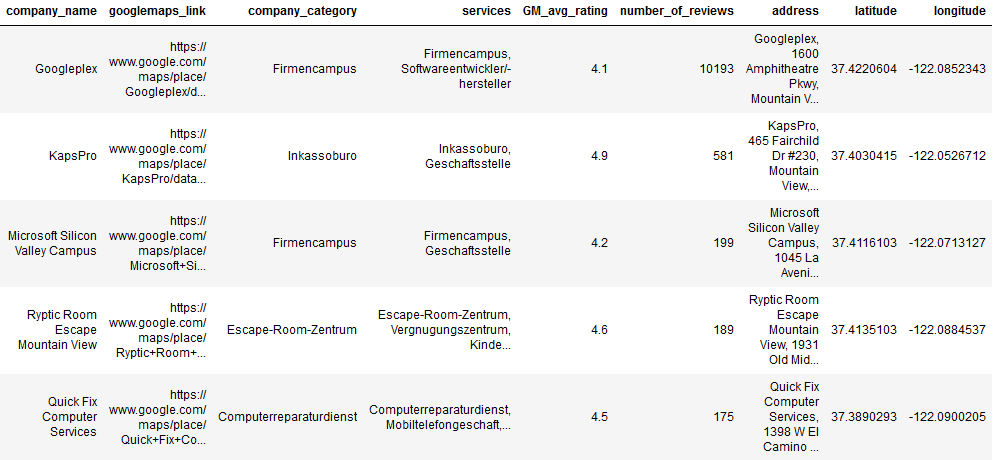 company_name googlemaps_link company_category services GM_avg_rating number_of_reviews address latitude longitude
Googleplex
https://
www.google.com/
maps/place/
Googleplex/d...
Firmencampus
Firmencampus,
Softwareentwickler/-
hersteller
4.1
10193
Googleplex,
1600
Amphitheatre
Pkwy,
Mountain V...
37.4220604
-122.0852343
KapsPro
https://
www.google.com/
maps/place/
KapsPro/data...
Inkassoburo
Inkassoburo,
Geschaftsstelle
4.9
581
KapsPro,
465 Fairchild
Dr #230,
Mountain
View,...
37.4030415
-122.0526712
Microsoft Silicon
Valley Campus
https://
www.google.com/
maps/place/
Microsoft+Si...
Firmencampus
Firmencampus,
Geschaftsstelle
4.2
199
Microsoft
Silicon Valley
Campus,
1045 La
Aveni...
37.4116103
-122.0713127
Ryptic Room
Escape
Mountain View
https://
www.google.com/
maps/place/
Ryptic+Room+...
Escape-Room-Zentrum
Escape-Room-Zentrum,
Vergnugungszentrum,
Kinde...
4.6
189
Ryptic Room
Escape
Mountain
View, 1931
Old Mid...
37.4135103
-122.0884537
Quick Fix
Computer
Services
https://
www.google.com/
maps/place/
Quick+Fix+Co...
Computerreparaturdienst
Computerreparaturdienst,
Mobiltelefongeschaft,...
4.5
175
Quick Fix
Computer
Services,
1398 W El
Camino ...
37.3890293
-122.0900205